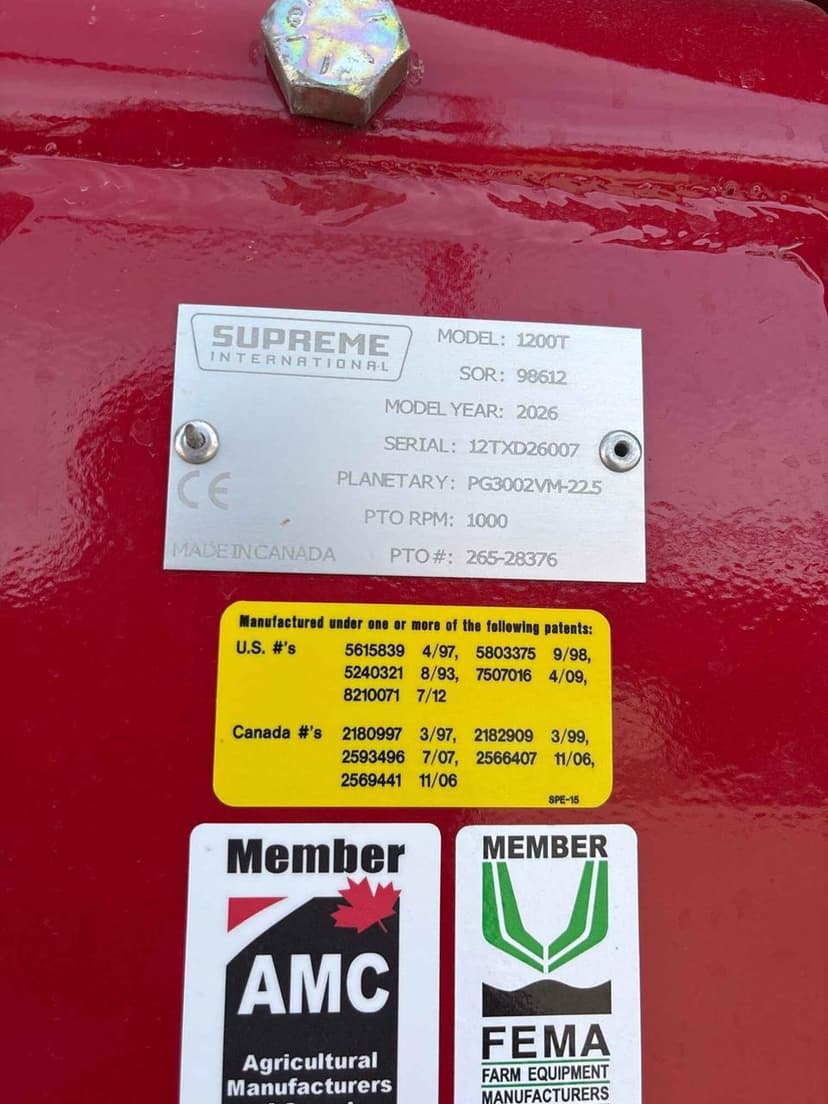 SUPREME
INTERNATIONAL
MODEL: 1200T
SOR: 98612
MODEL YEAR: 2026
SERIAL: 12TXD26007
PLANETARY: PG3002VM-22.5
PTO RPM: 1000
MADE IN CANADA PTO #: 265-28376
CE
Manufactured under one or more of the following patents:
U.S. #'s 5615839 4/97, 5803375 9/98,
5240321 8/93, 7507016 4/09,
8210071 7/12
Canada #'s 2180997 3/97, 2182909 3/99,
2593496 7/07, 2566407 11/06,
2569441 11/06
SPE-15
Member
AMC
Agricultural
Manufacturers
MEMBER
FEMA
FARM EQUIPMENT
MANUFACTURERS